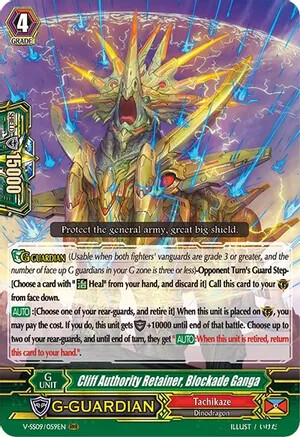 4
GRADE
15000
Protect the general army, great big shield.
G GUARDIAN (Usable when both fighters' vanguards are grade 3 or greater, and the
number of face up G guardians in your G zone is three or less)-Opponent Turn's Guard Step-
[Choose a card with " Heal" from your hand, and discard it] Call this card to your
from face down.
AUTO :[Choose one of your rear-guards, and retire it] When this unit is placed on , you
may pay the cost. If you do, this unit gets +10000 until end of that battle. Choose up to
two of your rear-guards, and until end of turn, they get " AUTO :When this unit is retired, return
this card to your hand.".
G
UNIT
Cliff Authority Retainer, Blockade Ganga
G-GUARDIAN
Tachikaze
Dinodragon
V-SS09/059EN RR
ILLUST / いけだ